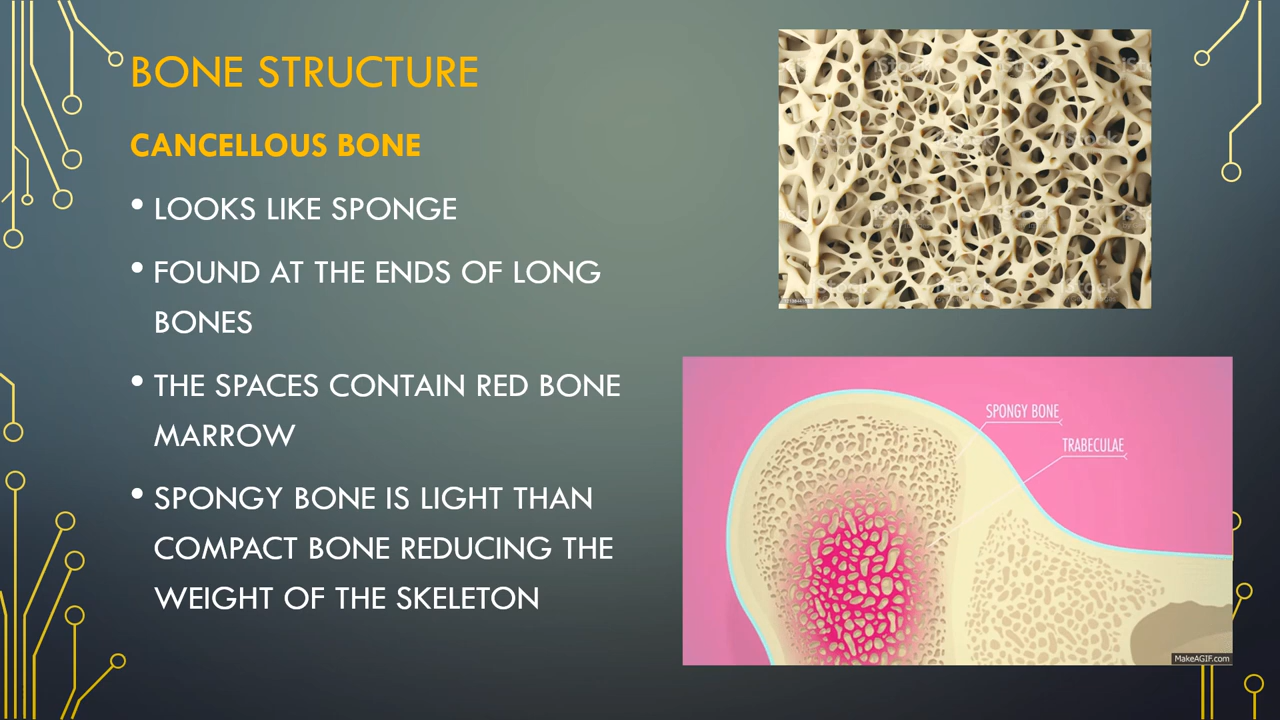 BONE STRUCTURE
CANCELLOUS BONE
• LOOKS LIKE SPONGE
• FOUND AT THE ENDS OF LONG
BONES
• THE SPACES CONTAIN RED BONE
MARROW
• SPONGY BONE IS LIGHT THAN
COMPACT BONE REDUCING THE
WEIGHT OF THE SKELETON
iStock
SPONGY BONE
TRABECULAE
MakeAGIF.com